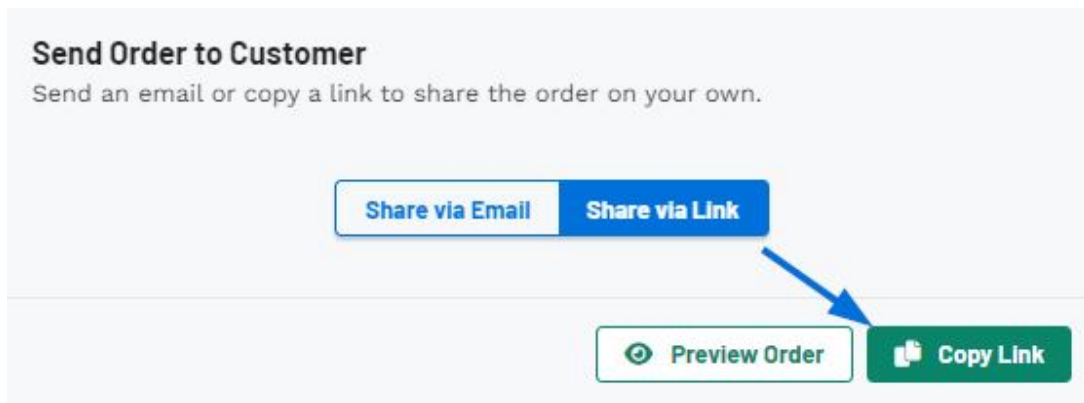 Send Order to Customer
Send an email or copy a link to share the order on your own.
Share via Email Share via Link
Preview Order Copy Link